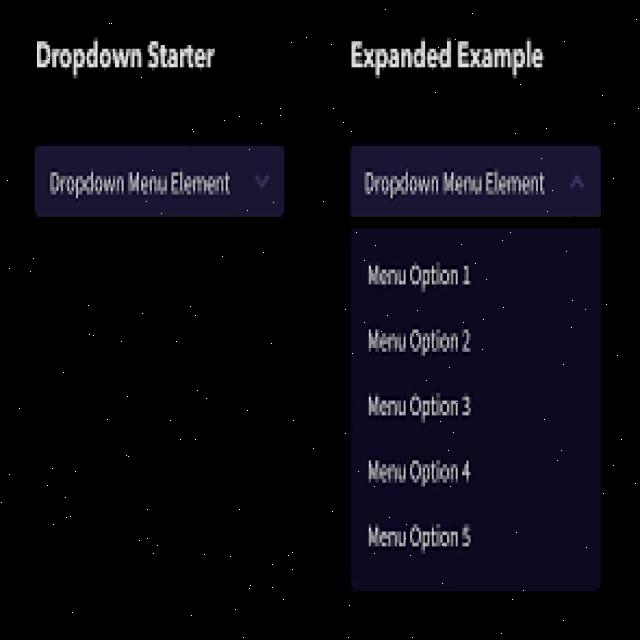 Dropdown Starter
Dropdown Menu Element
Expanded Example
Dropdown Menu Element
Menu Option 1
Menu Option 2
Menu Option 3
Menu Option 4
Menu Option 5